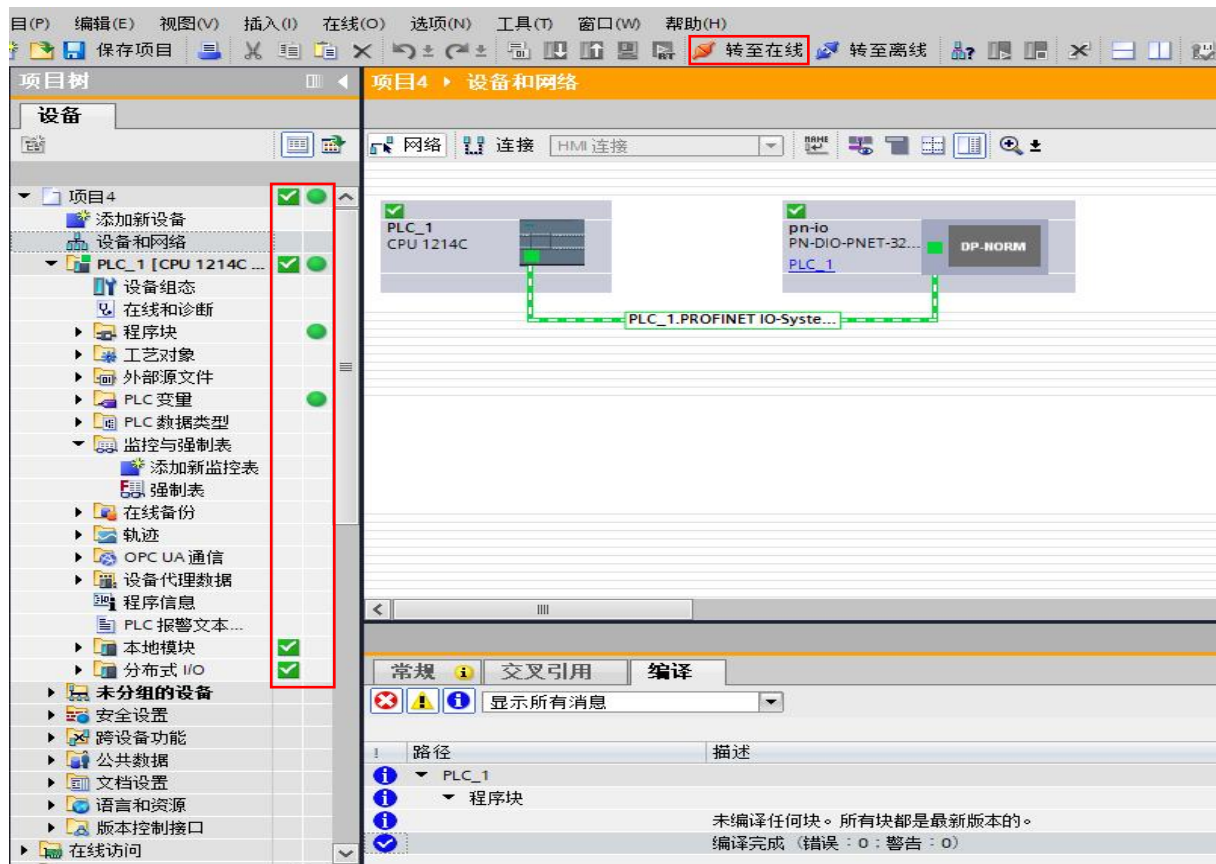 目(P) 编辑(E) 视图(V) 插入(I) 在线(O) 选项(N) 工具(T) 窗口(W) 帮助(H)
保存项目 转至在线 转至离线
项目树
项目4 设备和网络
设备
网络 连接 HMI 连接
项目4
添加新设备
设备和网络
PLC_1 [CPU 1214C ...
设备组态
在线和诊断
程序块
工艺对象
外部源文件
PLC 变量
PLC 数据类型
监控与强制表
添加新监控表
强制表
在线备份
轨迹
OPC UA 通信
设备代理数据
程序信息
PLC 报警文本...
本地模块
分布式 I/O
未分组的设备
安全设置
跨设备功能
公共数据
文档设置
语言和资源
版本控制接口
在线访问
PLC_1
CPU 1214C
pn-io
PN-DIO-PNET-32...
PLC_1
DP-NORM
PLC_1.PROFINET IO-Syste...
常规 交叉引用 编译
显示所有消息
! 路径 描述
PLC_1
程序块
未编译任何块。所有块都是最新版本的。
编译完成（错误：0；警告：0）